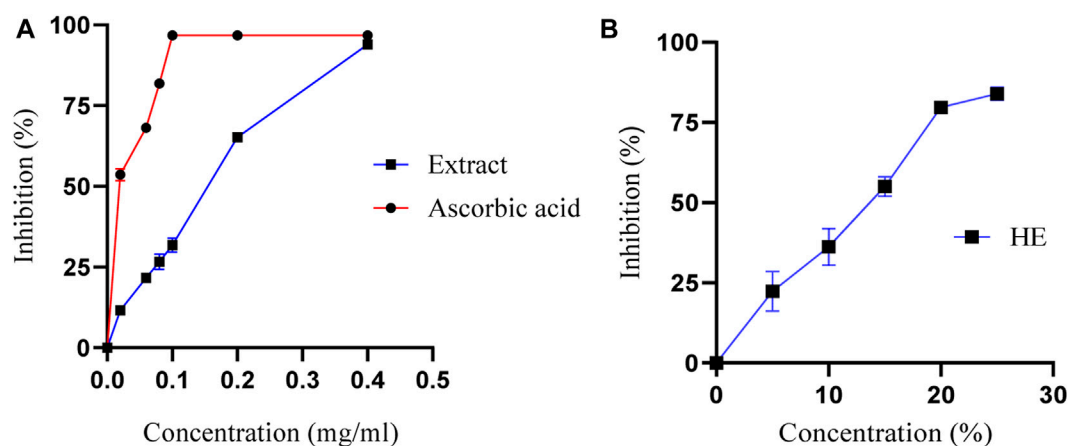 A
Inhibition (%)
100
75
50
25
0
0.0 0.1 0.2 0.3 0.4 0.5
Concentration (mg/ml)
Extract
Ascorbic acid
B
Inhibition (%)
100
75
50
25
0
0 10 20 30
Concentration (%)
HE